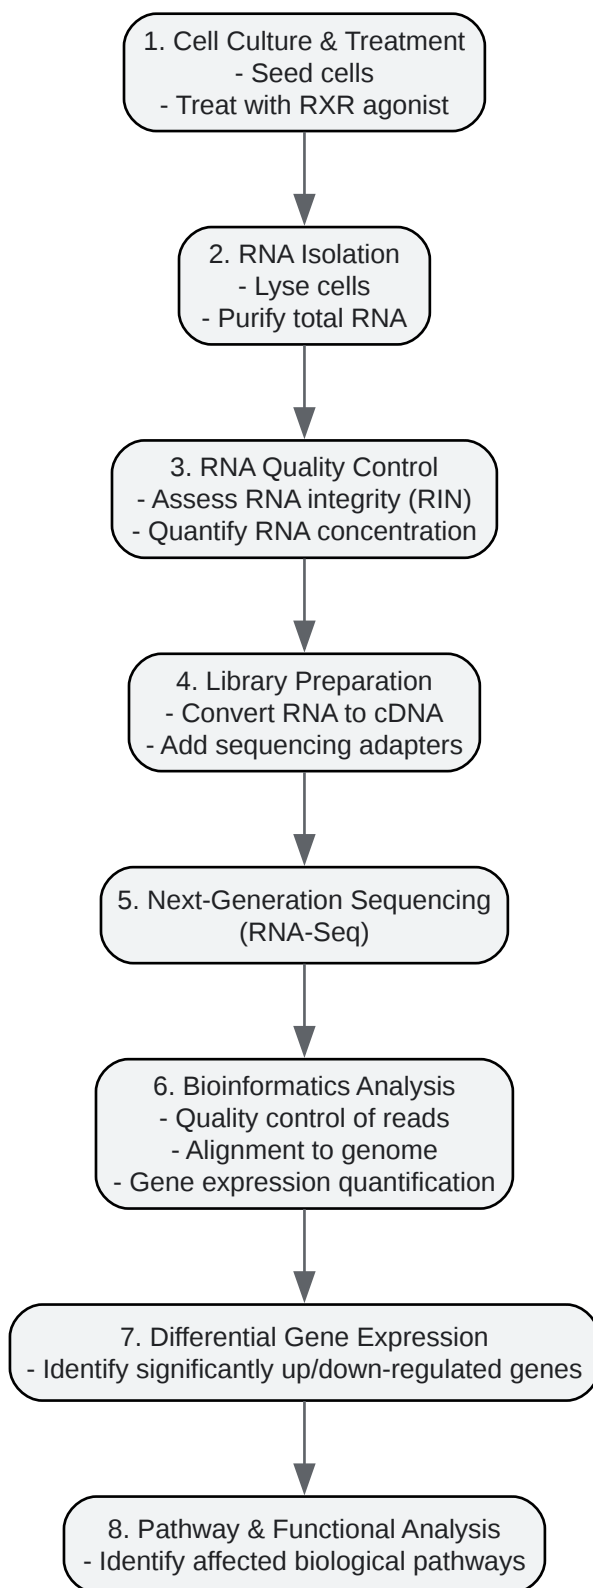 1. Cell Culture & Treatment
- Seed cells
- Treat with RXR agonist
2. RNA Isolation
- Lyse cells
- Purify total RNA
3. RNA Quality Control
- Assess RNA integrity (RIN)
- Quantify RNA concentration
4. Library Preparation
- Convert RNA to cDNA
- Add sequencing adapters
5. Next-Generation Sequencing
(RNA-Seq)
6. Bioinformatics Analysis
- Quality control of reads
- Alignment to genome
- Gene expression quantification
7. Differential Gene Expression
- Identify significantly up/down-regulated genes
8. Pathway & Functional Analysis
- Identify affected biological pathways